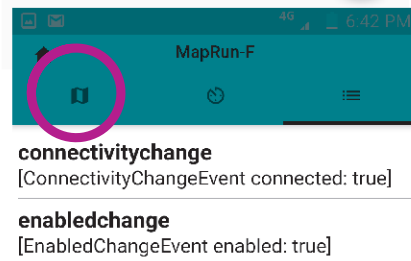 4G 6:42 PM
MapRun-F
connectivitychange
[ConnectivityChangeEvent connected: true]
enabledchange
[EnabledChangeEvent enabled: true]